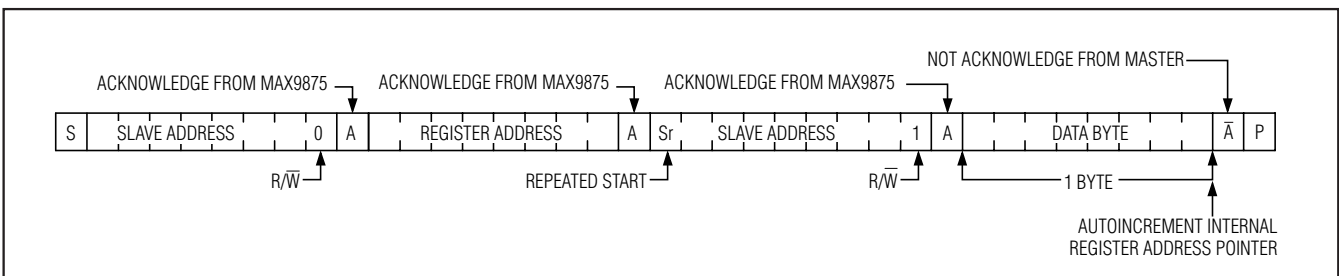 NOT ACKNOWLEDGE FROM MASTER
ACKNOWLEDGE FROM MAX9875 ACKNOWLEDGE FROM MAX9875 ACKNOWLEDGE FROM MAX9875
S SLAVE ADDRESS 0 A REGISTER ADDRESS A Sr SLAVE ADDRESS 1 A DATA BYTE A̅ P
R/W̅ REPEATED START R/W̅ 1 BYTE
AUTOINCREMENT INTERNAL
REGISTER ADDRESS POINTER